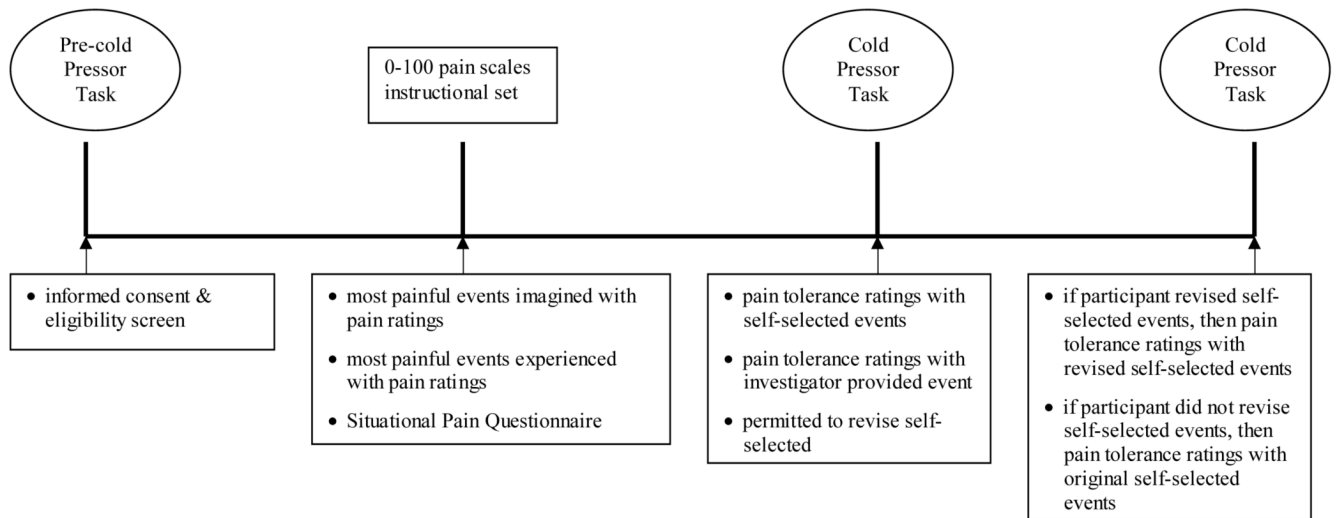 Pre-cold
Pressor
Task
0-100 pain scales
instructional set
Cold
Pressor
Task
Cold
Pressor
Task
• informed consent &
eligibility screen
• most painful events imagined with
pain ratings
• most painful events experienced
with pain ratings
• Situational Pain Questionnaire
• pain tolerance ratings with
self-selected events
• pain tolerance ratings with
investigator provided event
• permitted to revise self-
selected
• if participant revised self-
selected events, then pain
tolerance ratings with
revised self-selected events
• if participant did not revise
self-selected events, then
pain tolerance ratings with
original self-selected
events